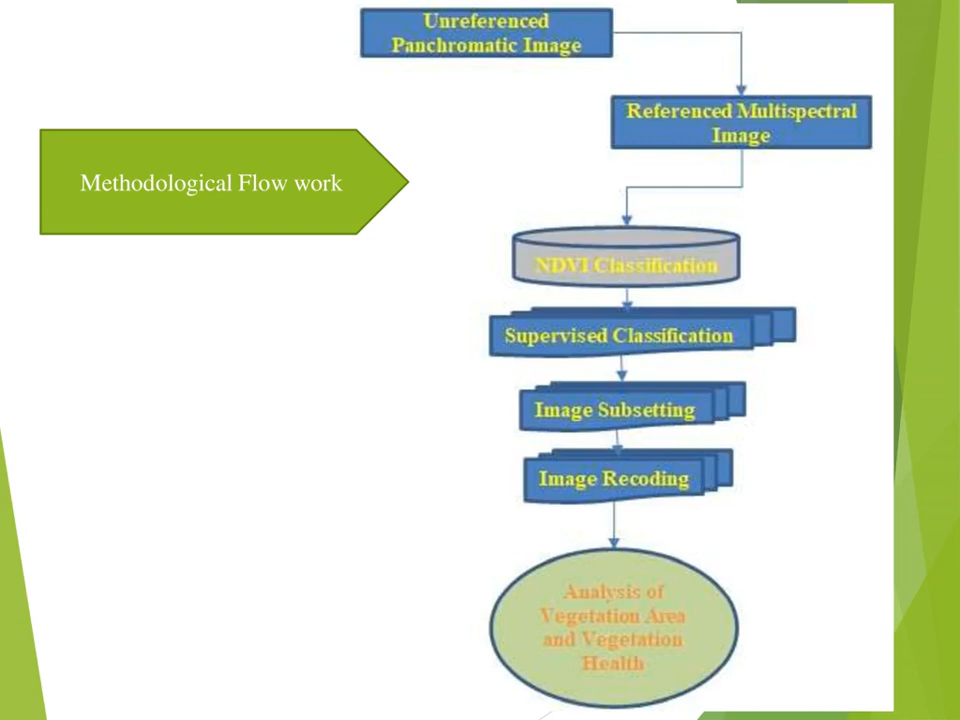 Unreferenced
Panchromatic Image
Referenced Multispectral
Image
Methodological Flow work
NDVI Classification
Supervised Classification
Image Subsetting
Image Recoding
Analysis of
Vegetation Area
and Vegetation
Health